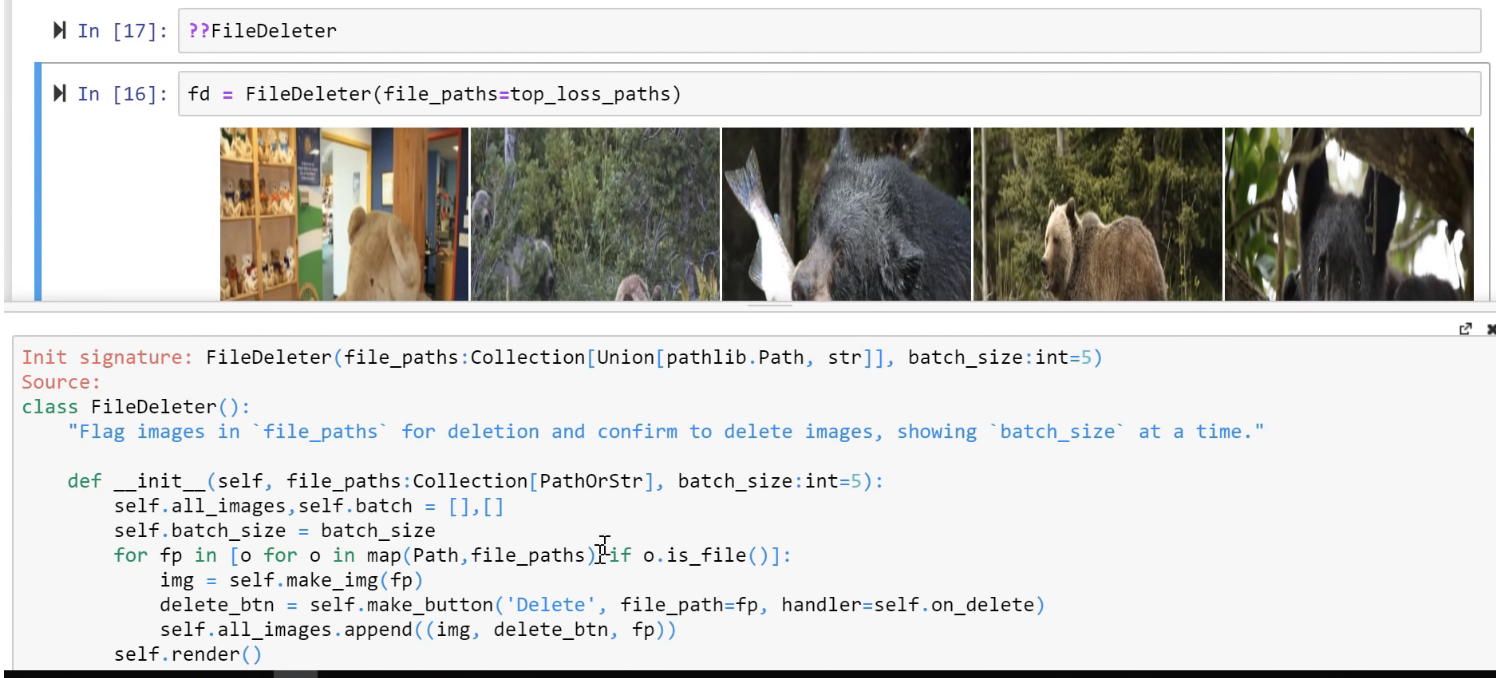 In [17]: ??FileDeleter
In [16]: fd = FileDeleter(file_paths=top_loss_paths)
Init signature: FileDeleter(file_paths:Collection[Union[pathlib.Path, str]], batch_size:int=5)
Source:
class FileDeleter():
    "Flag images in `file_paths` for deletion and confirm to delete images, showing `batch_size` at a time."
    def __init__(self, file_paths:Collection[PathOrStr], batch_size:int=5):
        self.all_images,self.batch = [],[]
        self.batch_size = batch_size
        for fp in [o for o in map(Path,file_paths) if o.is_file()]:
            img = self.make_img(fp)
            delete_btn = self.make_button('Delete', file_path=fp, handler=self.on_delete)
            self.all_images.append((img, delete_btn, fp))
        self.render()